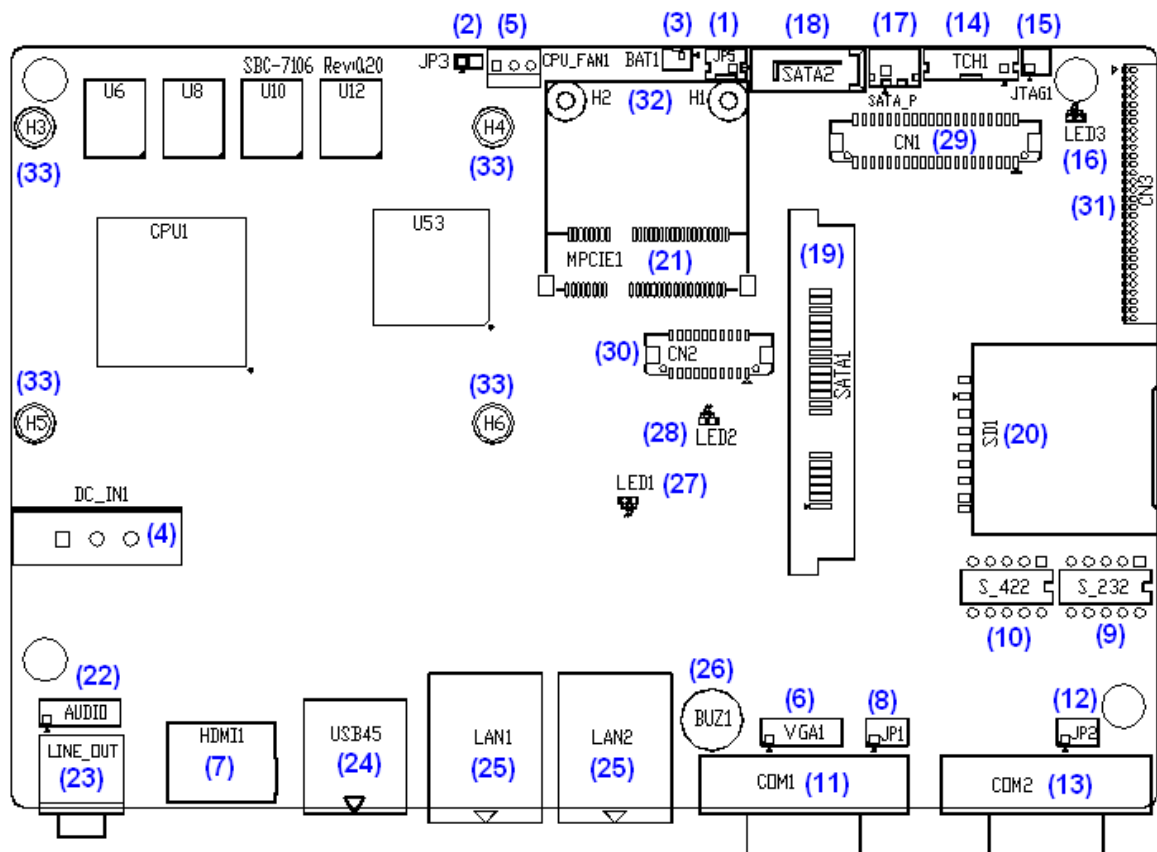 (2) (5) (3) (1) (18) (17) (14) (15)
JP3 CPU_FAN1 BAT1 JP5 SATA2 TCH1
SBC-7106 Rev:0.20
U6 U8 U10 U12
JTAG1
SATA_P
H3 H4 H2 (32) H1
CN1 (29) LED3
(33) (33) (16)
CN3
(31)
CPU1 U53
MPCIE1 (21) (19)
(30) CN2
SATA1
(33) (33)
H5 H6
(28) LED2
SD1 (20)
LED1 (27)
DC_IN1
(4)
S_422 S_232
(10) (9)
(22) (26) (6) (8) (12)
AUDIO BUZ1 VGA1 JP1 JP2
LINE_OUT HDMI1 USB45 LAN1 LAN2
(23) (7) (24) (25) (25)
COM1 (11) COM2 (13)